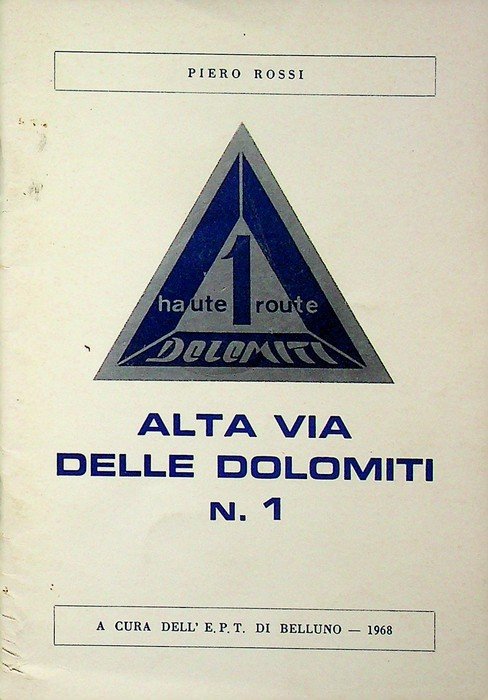 PIERO ROSSI
1
haute route
DOLOMITI
ALTA VIA
DELLE DOLOMITI
N. 1
A CURA DELL' E. P. T. DI BELLUNO — 1968